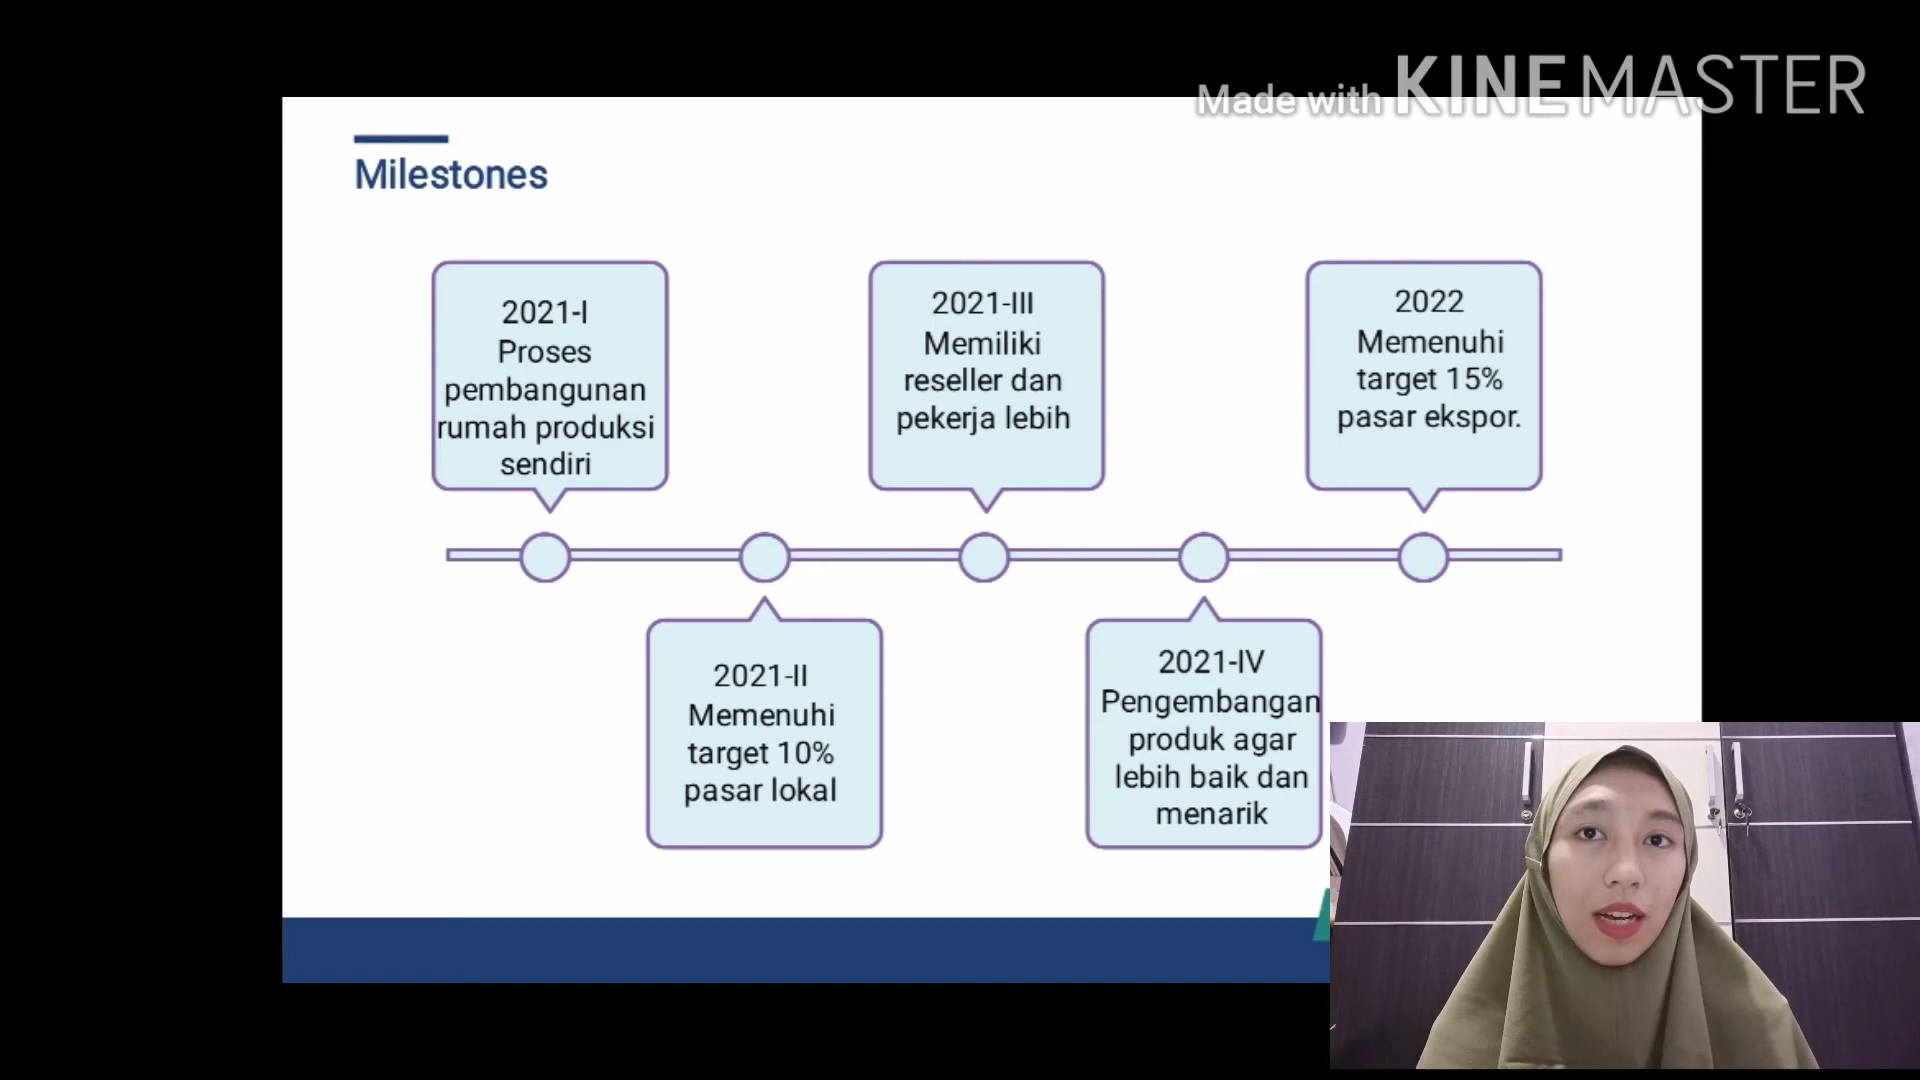 Made with KINEMASTER
Milestones
2021-I
Proses
pembangunan
rumah produksi
sendiri
2021-II
Memenuhi
target 10%
pasar lokal
2021-III
Memiliki
reseller dan
pekerja lebih
2021-IV
Pengembangan
produk agar
lebih baik dan
menarik
2022
Memenuhi
target 15%
pasar ekspor.